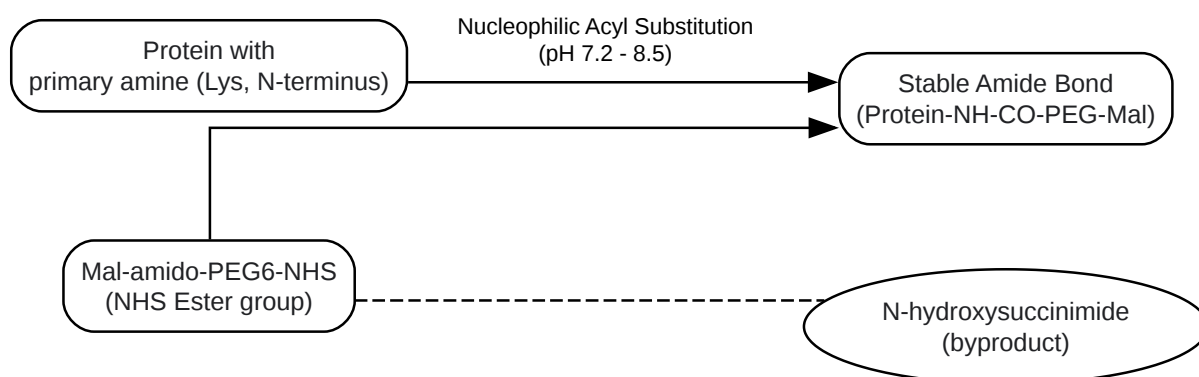 Nucleophilic Acyl Substitution
(pH 7.2 - 8.5)
Protein with
primary amine (Lys, N-terminus)
Stable Amide Bond
(Protein-NH-CO-PEG-Mal)
Mal-amido-PEG6-NHS
(NHS Ester group)
N-hydroxysuccinimide
(byproduct)